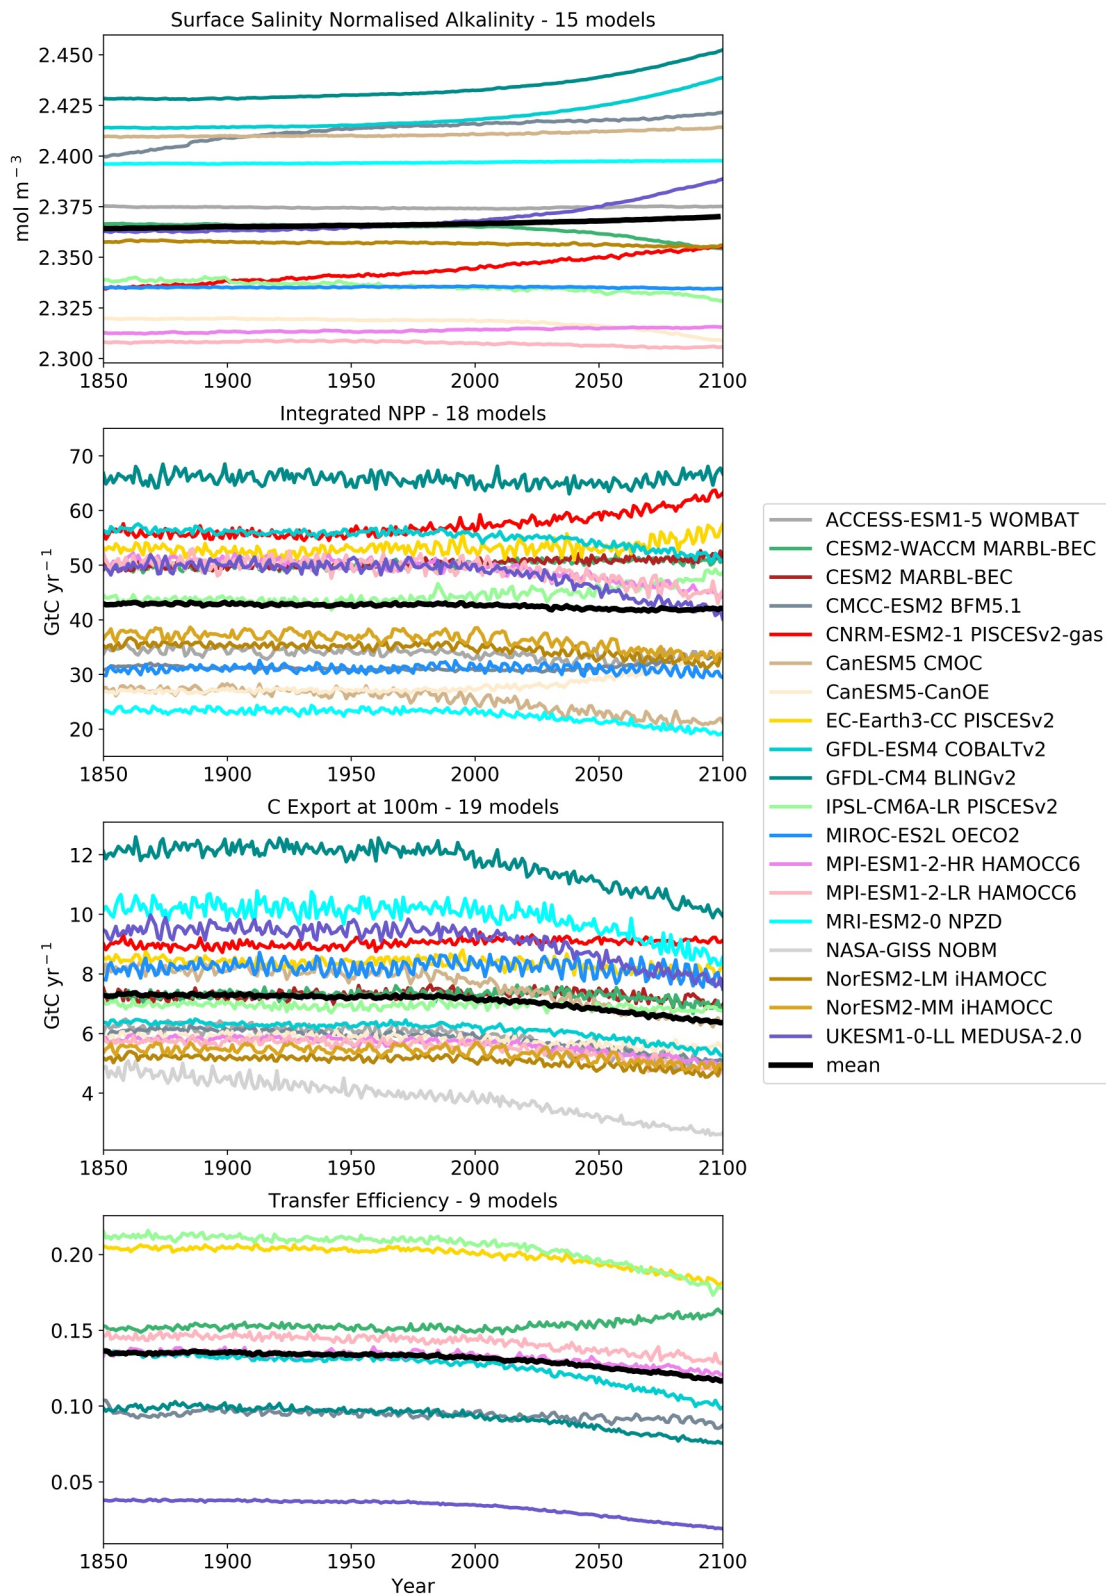 Surface Salinity Normalised Alkalinity - 15 models
2.450
2.425
2.400
2.375
2.350
2.325
2.300
mol m⁻³
1850 1900 1950 2000 2050 2100
Integrated NPP - 18 models
70
60
50
40
30
20
GtC yr⁻¹
1850 1900 1950 2000 2050 2100
C Export at 100m - 19 models
12
10
8
6
4
GtC yr⁻¹
1850 1900 1950 2000 2050 2100
Transfer Efficiency - 9 models
0.20
0.15
0.10
0.05
1850 1900 1950 2000 2050 2100
Year
ACCESS-ESM1-5 WOMBAT
CESM2-WACCM MARBL-BEC
CESM2 MARBL-BEC
CMCC-ESM2 BFM5.1
CNRM-ESM2-1 PISCESv2-gas
CanESM5 CMOC
CanESM5-CanOE
EC-Earth3-CC PISCESv2
GFDL-ESM4 COBALTv2
GFDL-CM4 BLINGv2
IPSL-CM6A-LR PISCESv2
MIROC-ES2L OECO2
MPI-ESM1-2-HR HAMOCC6
MPI-ESM1-2-LR HAMOCC6
MRI-ESM2-0 NPZD
NASA-GISS NOBM
NorESM2-LM iHAMOCC
NorESM2-MM iHAMOCC
UKESM1-0-LL MEDUSA-2.0
mean